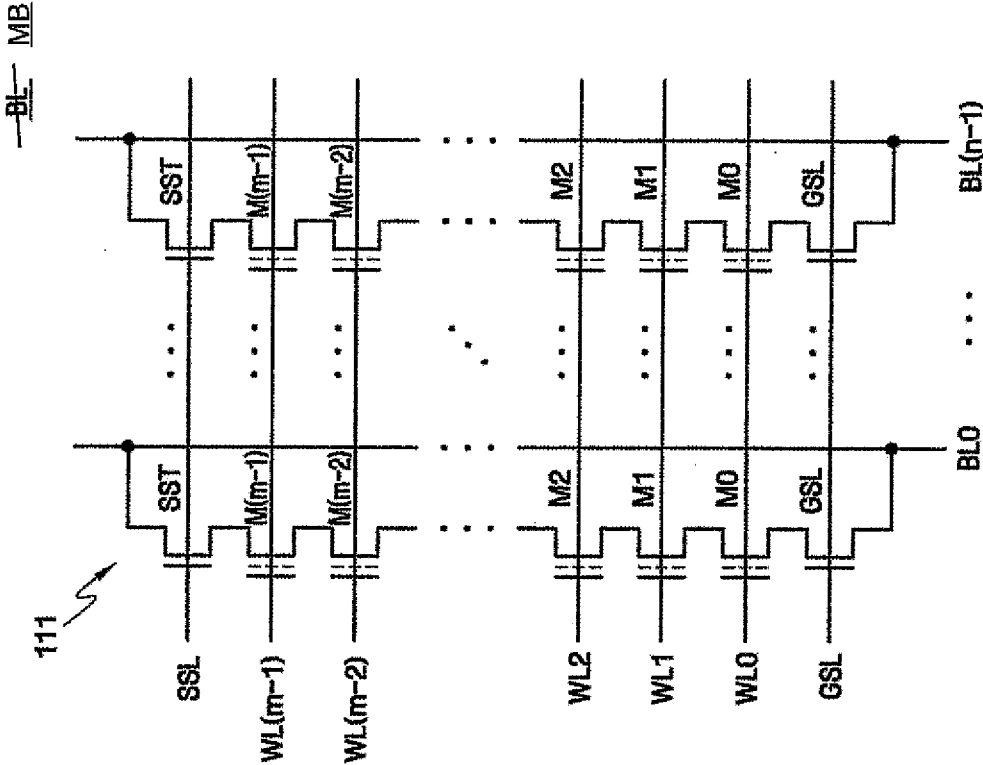 BL MB
111
SSL SST SST
WL(m-1) M(m-1) M(m-1)
WL(m-2) M(m-2) M(m-2)
WL2 M2 M2
WL1 M1 M1
WL0 M0 M0
GSL GSL GSL
BL0 BL(n-1)